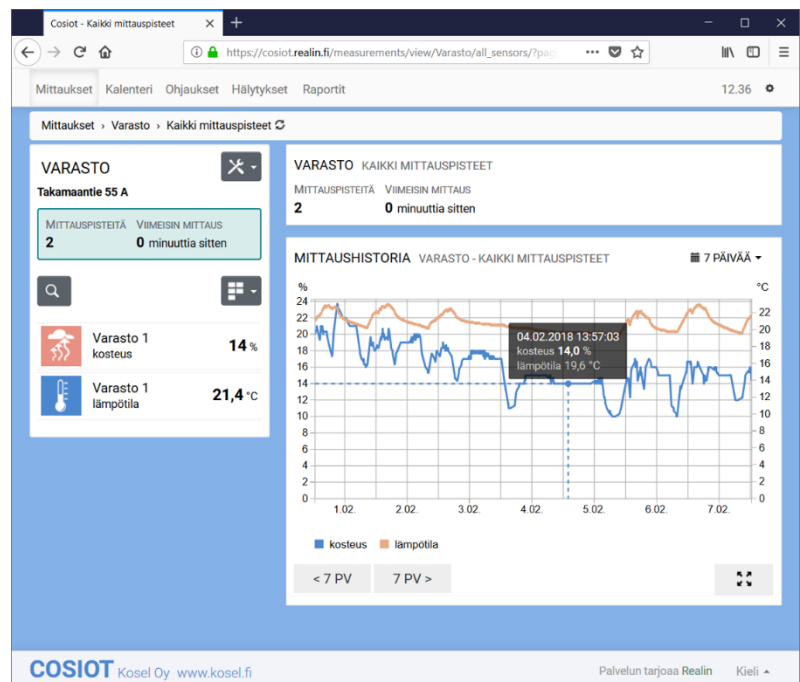 Cosiot - Kaikki mittauspisteet
https://cosiot.realin.fi/measurements/view/Varasto/all_sensors/?pag
Mittaukset Kalenteri Ohjaukset Hälytykset Raportit 12.36
Mittaukset › Varasto › Kaikki mittauspisteet
VARASTO
Takamaantie 55 A
MITTAUSPISTEITÄ VIIMEISIN MITTAUS
2 0 minuuttia sitten
Varasto 1
kosteus
14 %
Varasto 1
lämpötila
21,4 °C
VARASTO KAIKKI MITTAUSPISTEET
MITTAUSPISTEITÄ VIIMEISIN MITTAUS
2 0 minuuttia sitten
MITTAUSHISTORIA VARASTO - KAIKKI MITTAUSPISTEET 7 PÄIVÄÄ
% °C
24
22
20
18
16
14
12
10
8
6
4
2
0
04.02.2018 13:57:03
kosteus 14,0 %
lämpötila 19,6 °C
22
20
18
16
14
12
10
8
6
4
2
0
1.02. 2.02. 3.02. 4.02. 5.02. 6.02. 7.02.
kosteus lämpötila
< 7 PV 7 PV >
COSIOT Kosel Oy www.kosel.fi Palvelun tarjoaa Realin Kieli